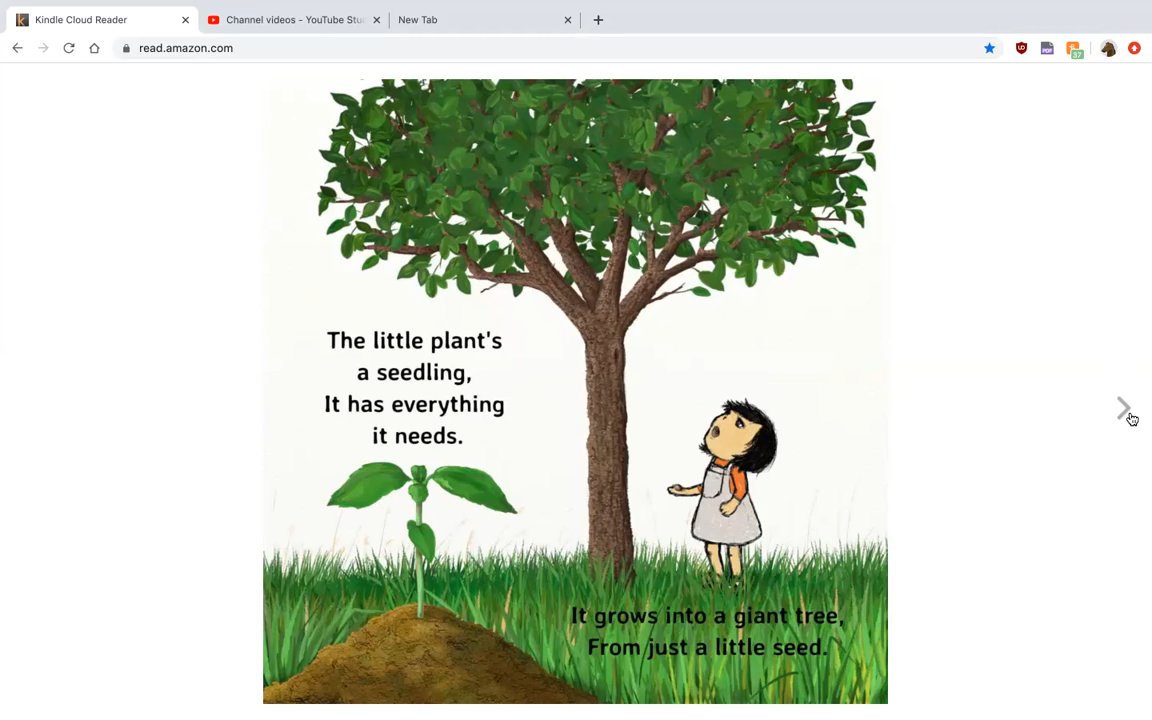 Kindle Cloud Reader
Channel videos - YouTube Stu
New Tab
read.amazon.com
37
The little plant's
a seedling,
It has everything
it needs.
It grows into a giant tree,
From just a little seed.